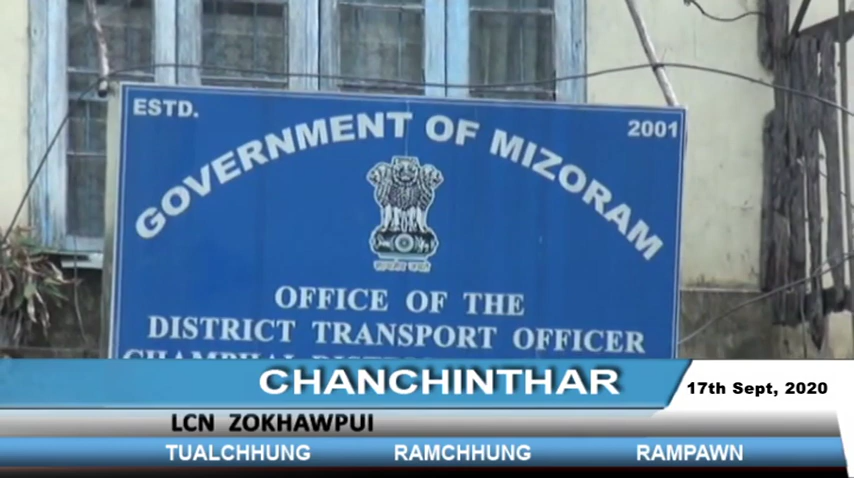 ESTD. 2001
GOVERNMENT OF MIZORAM
OFFICE OF THE
DISTRICT TRANSPORT OFFICER
CHANCHINTHAR
17th Sept, 2020
LCN ZOKHAWPUI
TUALCHHUNG RAMCHHUNG RAMPAWN